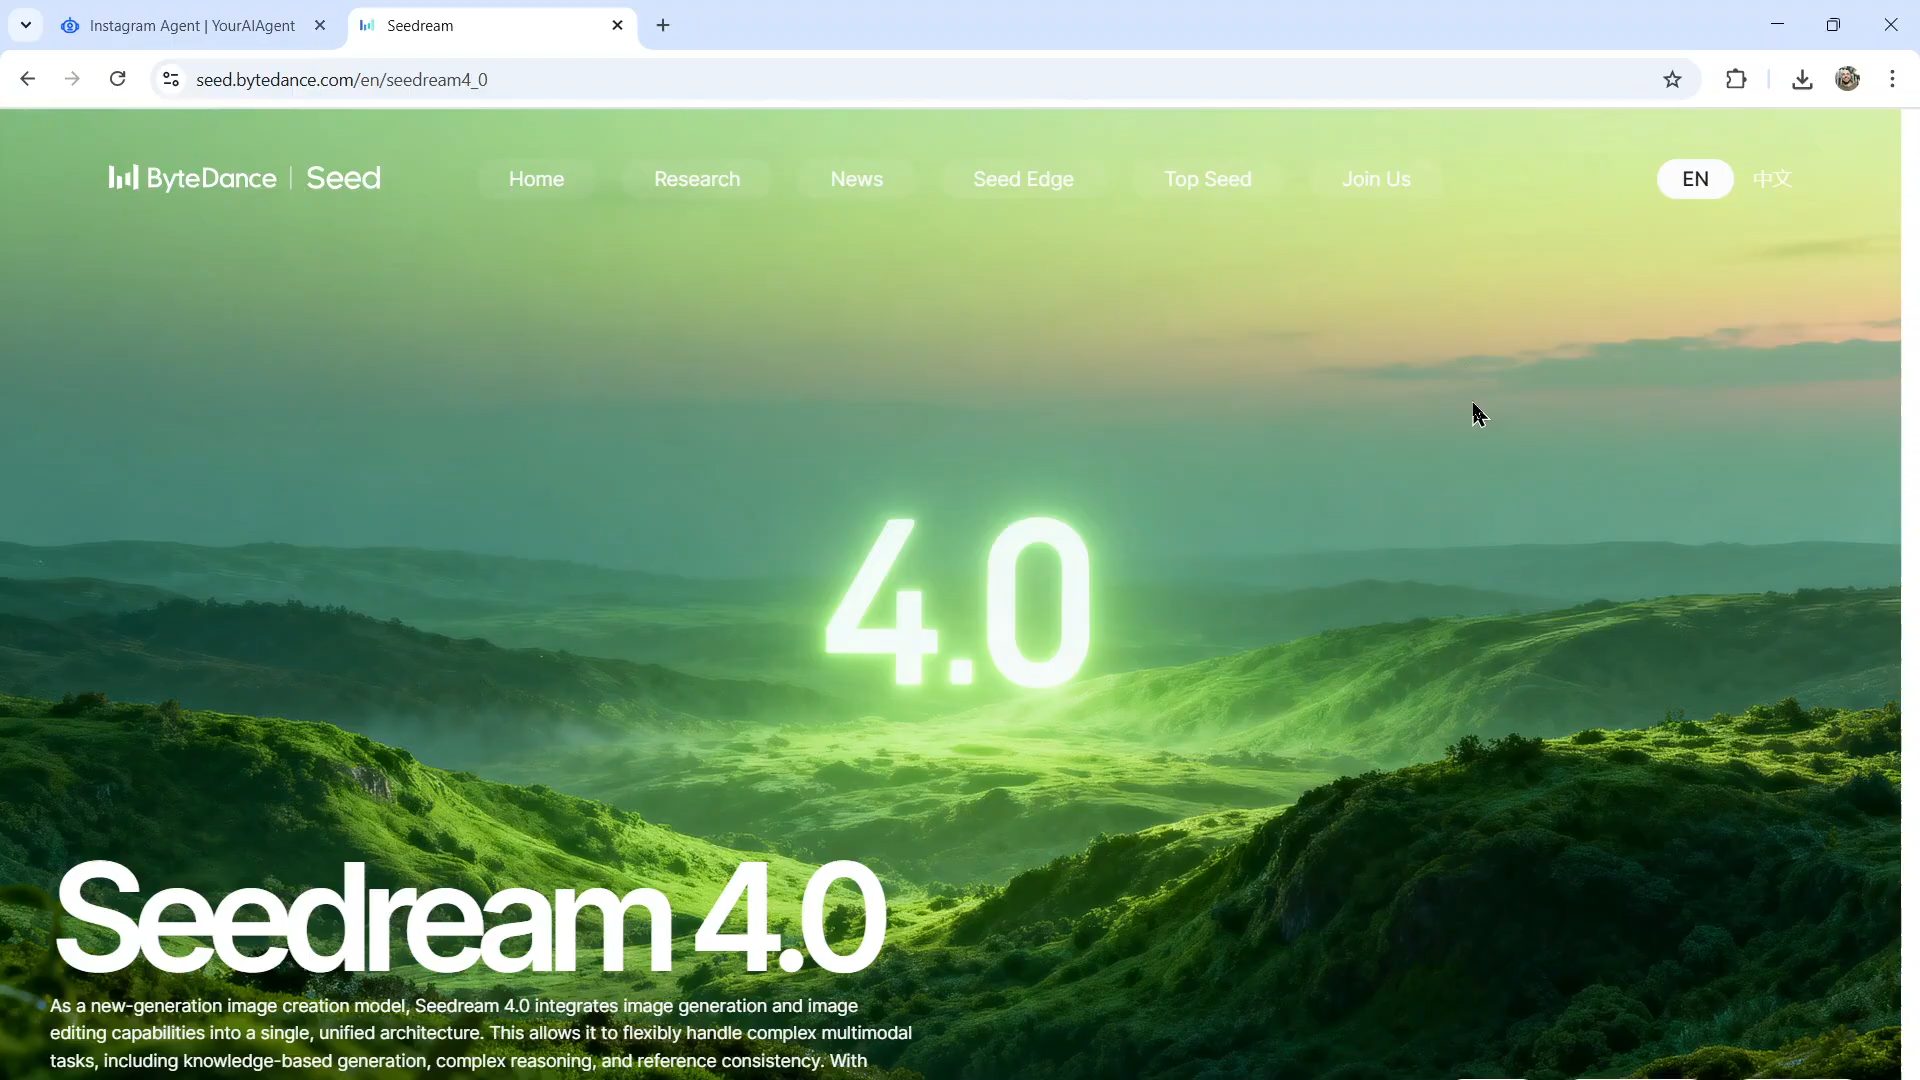 Instagram Agent | YourAIAgent
Seedream
seed.bytedance.com/en/seedream4_0
ByteDance | Seed
Home
Research
News
Seed Edge
Top Seed
Join Us
EN
中文
4.0
Seedream 4.0
As a new-generation image creation model, Seedream 4.0 integrates image generation and image
editing capabilities into a single, unified architecture. This allows it to flexibly handle complex multimodal
tasks, including knowledge-based generation, complex reasoning, and reference consistency. With